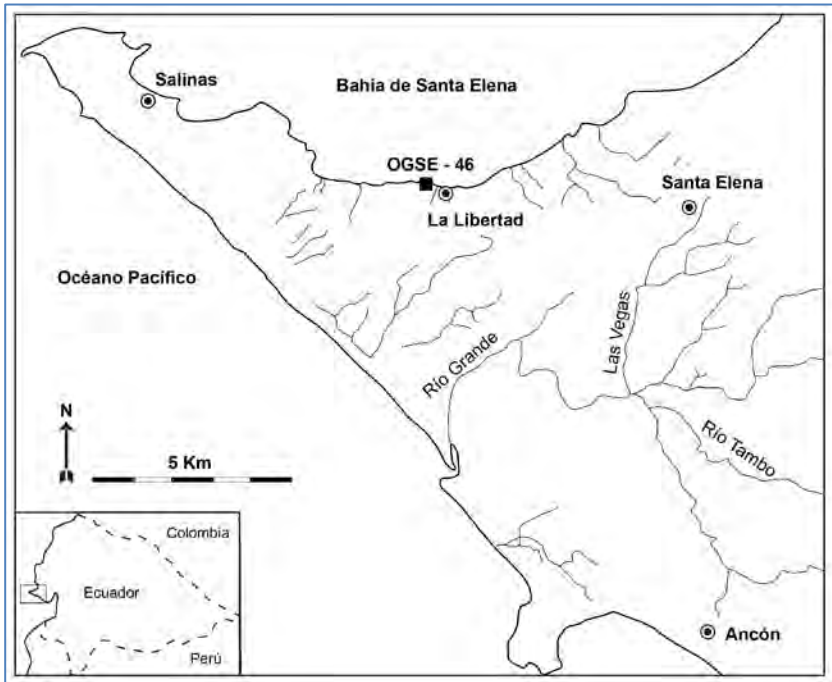 Salinas
Bahia de Santa Elena
OGSE - 46
Santa Elena
La Libertad
Océano Pacífico
Las Vegas
Río Grande
Río Tambo
N
5 Km
Colombia
Ecuador
Perú
Ancón